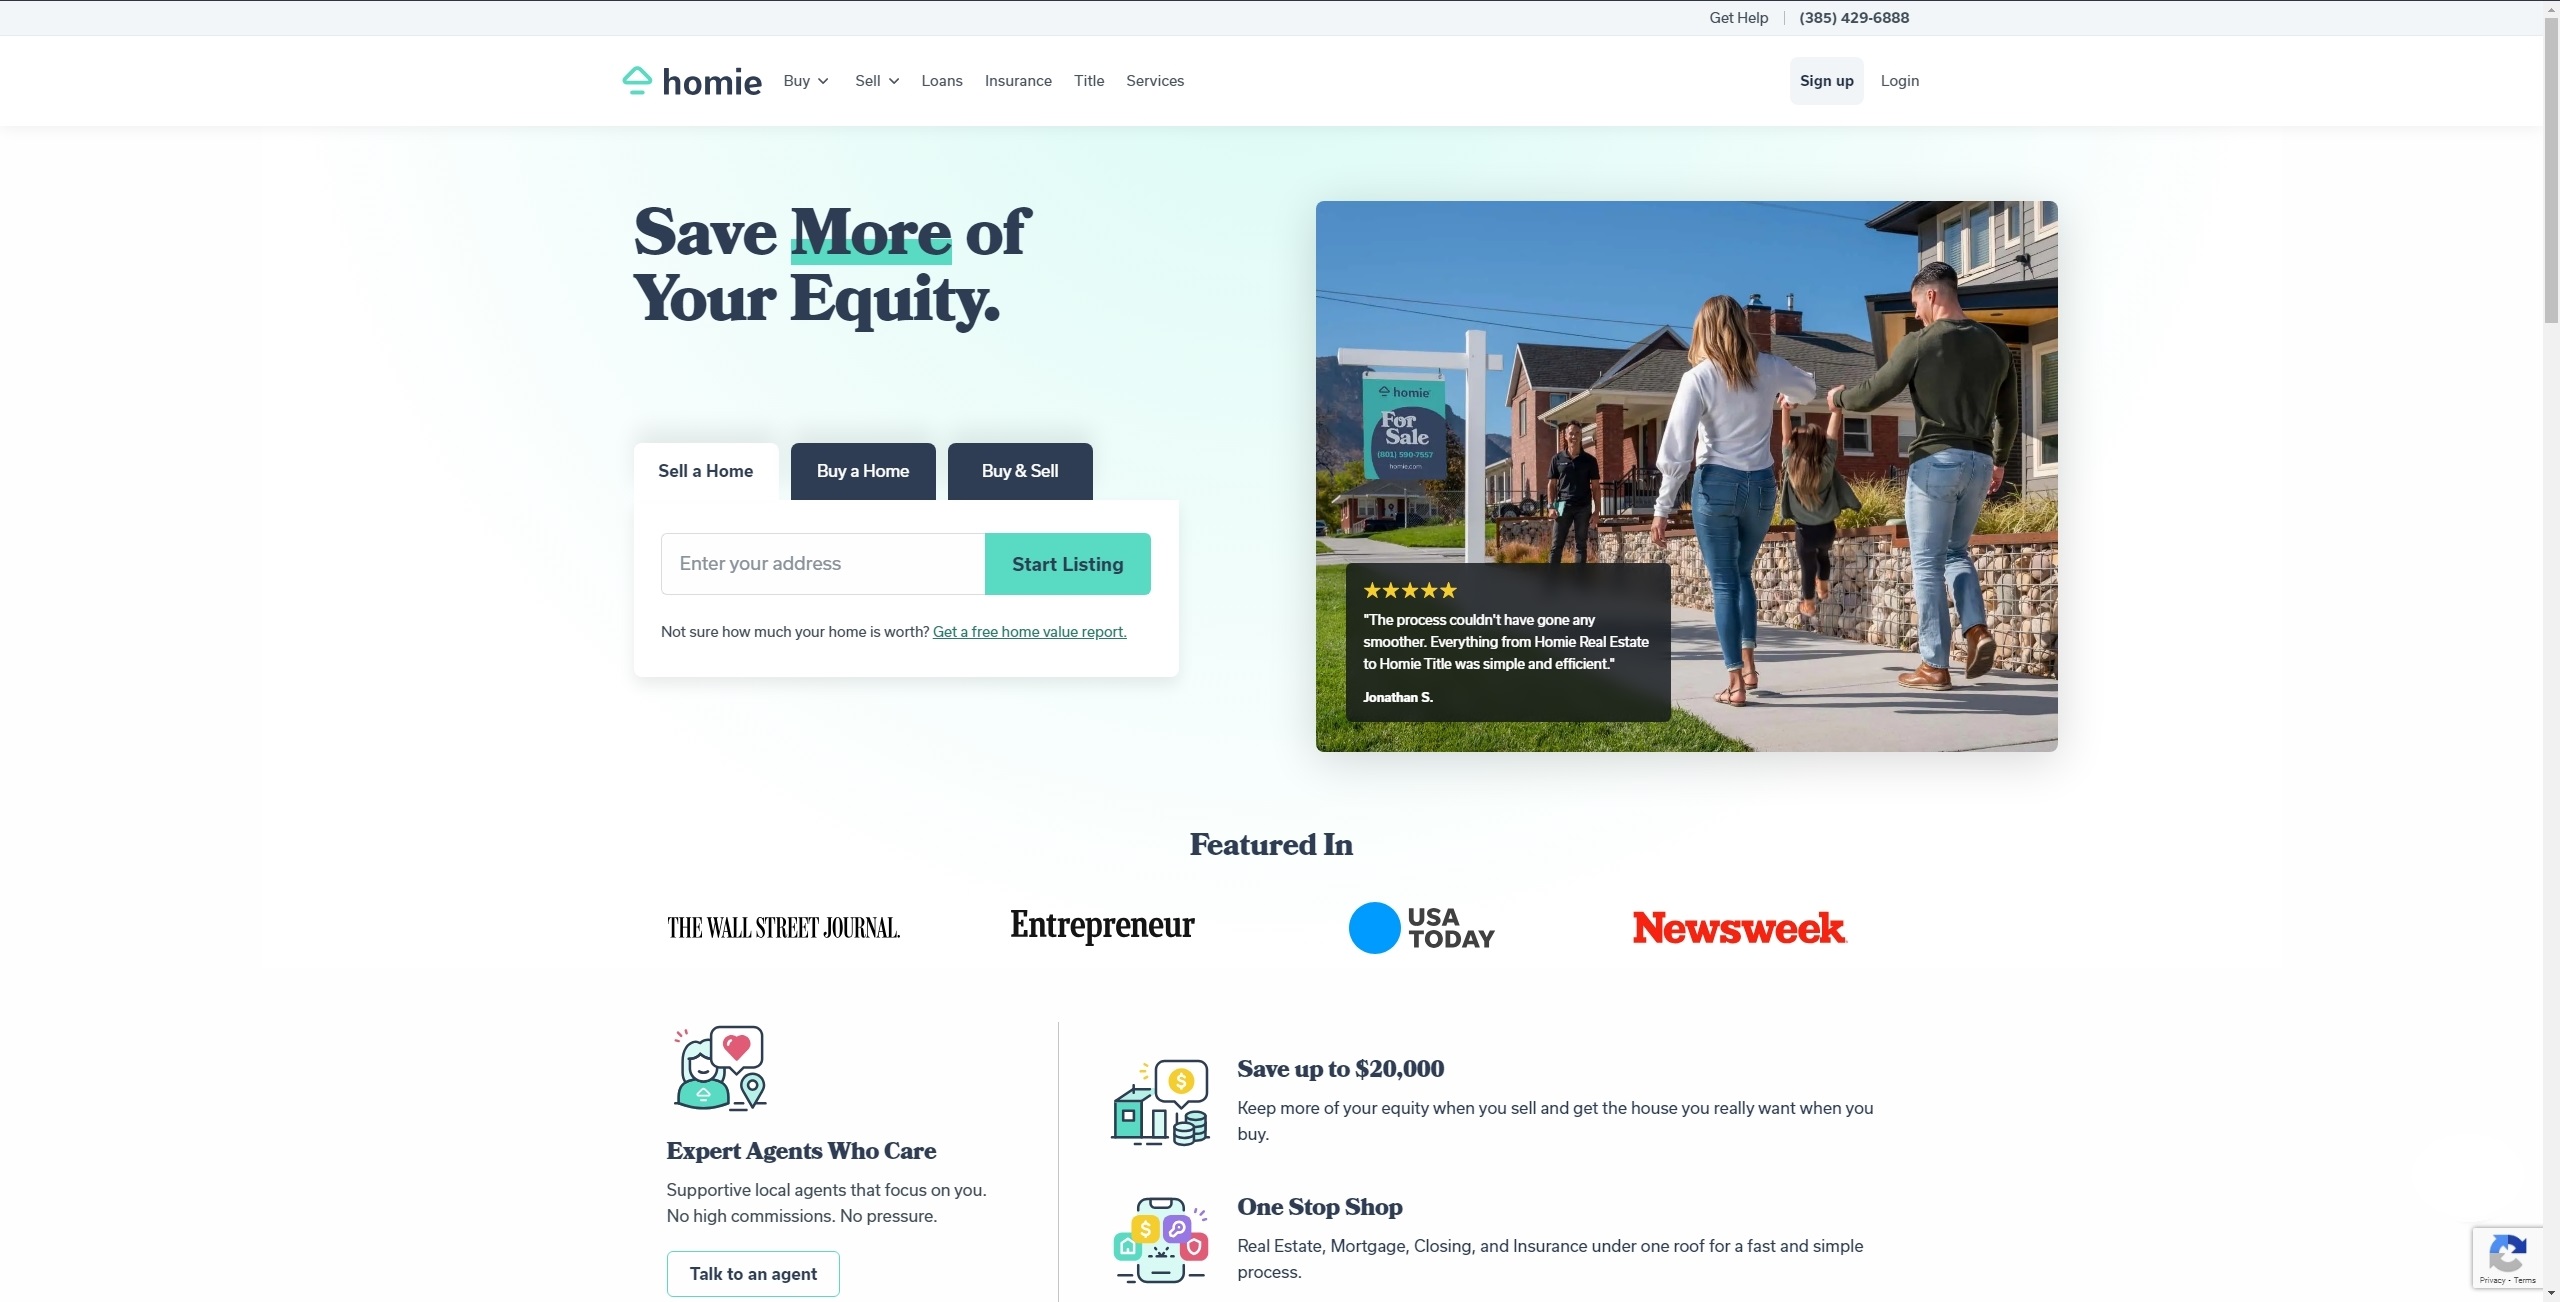 Get Help
(385) 429-6888
homie
Buy
Sell
Loans
Insurance
Title
Services
Sign up
Login
Save More of
Your Equity.
Sell a Home
Buy a Home
Buy & Sell
Enter your address
Start Listing
Not sure how much your home is worth? Get a free home value report.
homie
For
Sale
(801) 590-7557
homie.com
"The process couldn't have gone any
smoother. Everything from Homie Real Estate
to Homie Title was simple and efficient."
Jonathan S.
Featured In
THE WALL STREET JOURNAL.
Entrepreneur
USA
TODAY
Newsweek
Expert Agents Who Care
Supportive local agents that focus on you.
No high commissions. No pressure.
Talk to an agent
Save up to $20,000
Keep more of your equity when you sell and get the house you really want when you
buy.
One Stop Shop
Real Estate, Mortgage, Closing, and Insurance under one roof for a fast and simple
process.
Privacy - Terms